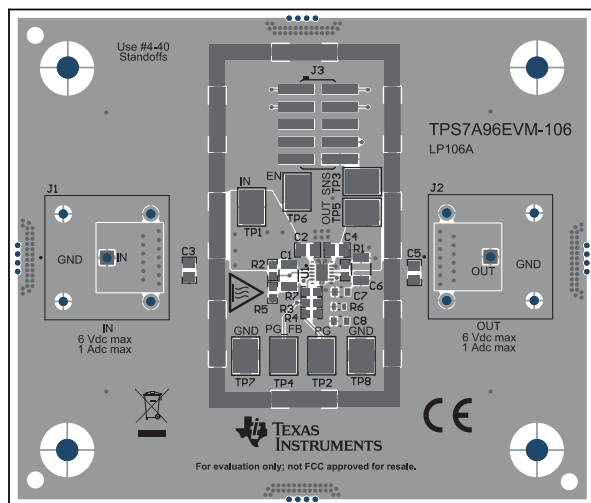 Use #4-40
Standoffs
J3
TPS7A96EVM-106
LP106A
IN
EN
OUT SNS
TP3
TP5
TP1
TP6
J1
GND
IN
J2
OUT
GND
C3
C2
C4
R1
R2
C1
C5
C6
R5
R7
C7
R3
R6
R4
C8
IN
6 Vdc max
1 Adc max
OUT
6 Vdc max
1 Adc max
GND
PG_FB
PG
GND
TP7
TP4
TP2
TP8
TEXAS
INSTRUMENTS
CE
For evaluation only; not FCC approved for resale.